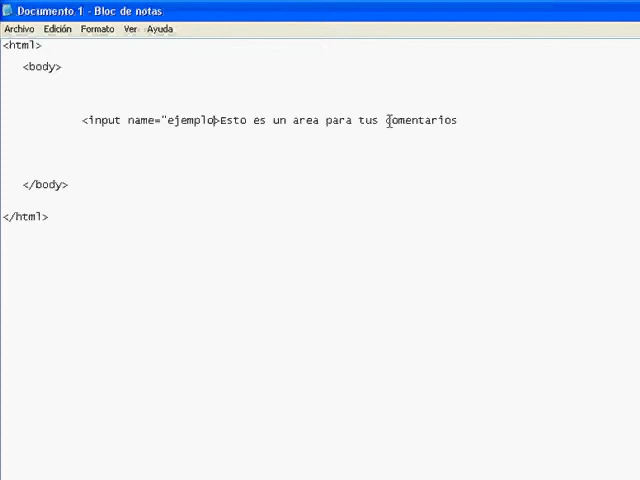 Documento 1 - Bloc de notas
Archivo Edición Formato Ver Ayuda
<html>
<body>
<input name="ejemplo>Esto es un area para tus comentarios
</body>
</html>